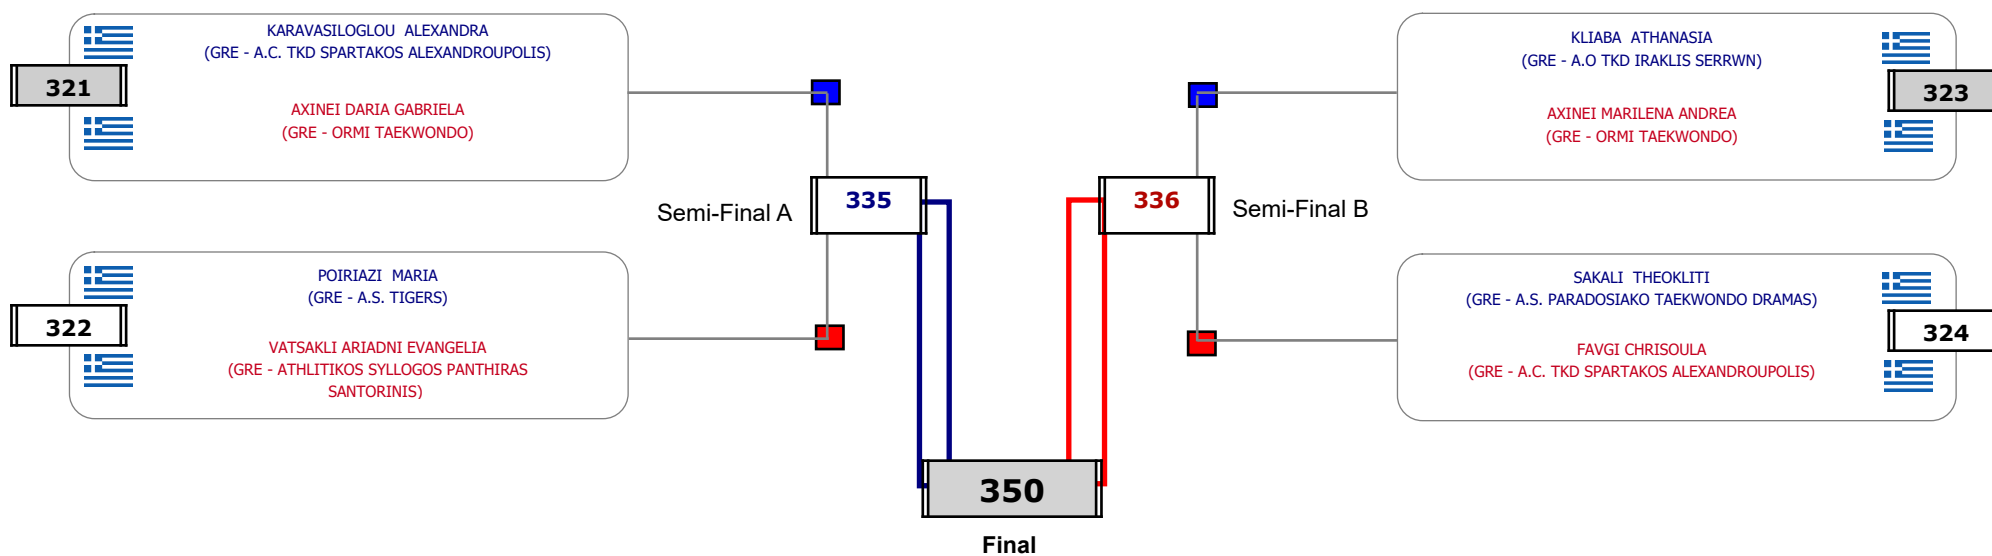 KARAVASILOGLOU ALEXANDRA
(GRE - A.C. TKD SPARTAKOS ALEXANDROUPOLIS)
321
AXINEI DARIA GABRIELA
(GRE - ORMI TAEKWONDO)
KLIABA ATHANASIA
(GRE - A.O TKD IRAKLIS SERRWN)
323
AXINEI MARILENA ANDREA
(GRE - ORMI TAEKWONDO)
Semi-Final A
335
336
Semi-Final B
POIRIAZI MARIA
(GRE - A.S. TIGERS)
322
VATSAKLI ARIADNI EVANGELIA
(GRE - ATHLITIKOS SYLLOGOS PANTHIRAS
SANTORINIS)
SAKALI THEOKLITI
(GRE - A.S. PARADOSIAKO TAEKWONDO DRAMAS)
324
FAVGI CHRISOULA
(GRE - A.C. TKD SPARTAKOS ALEXANDROUPOLIS)
350
Final